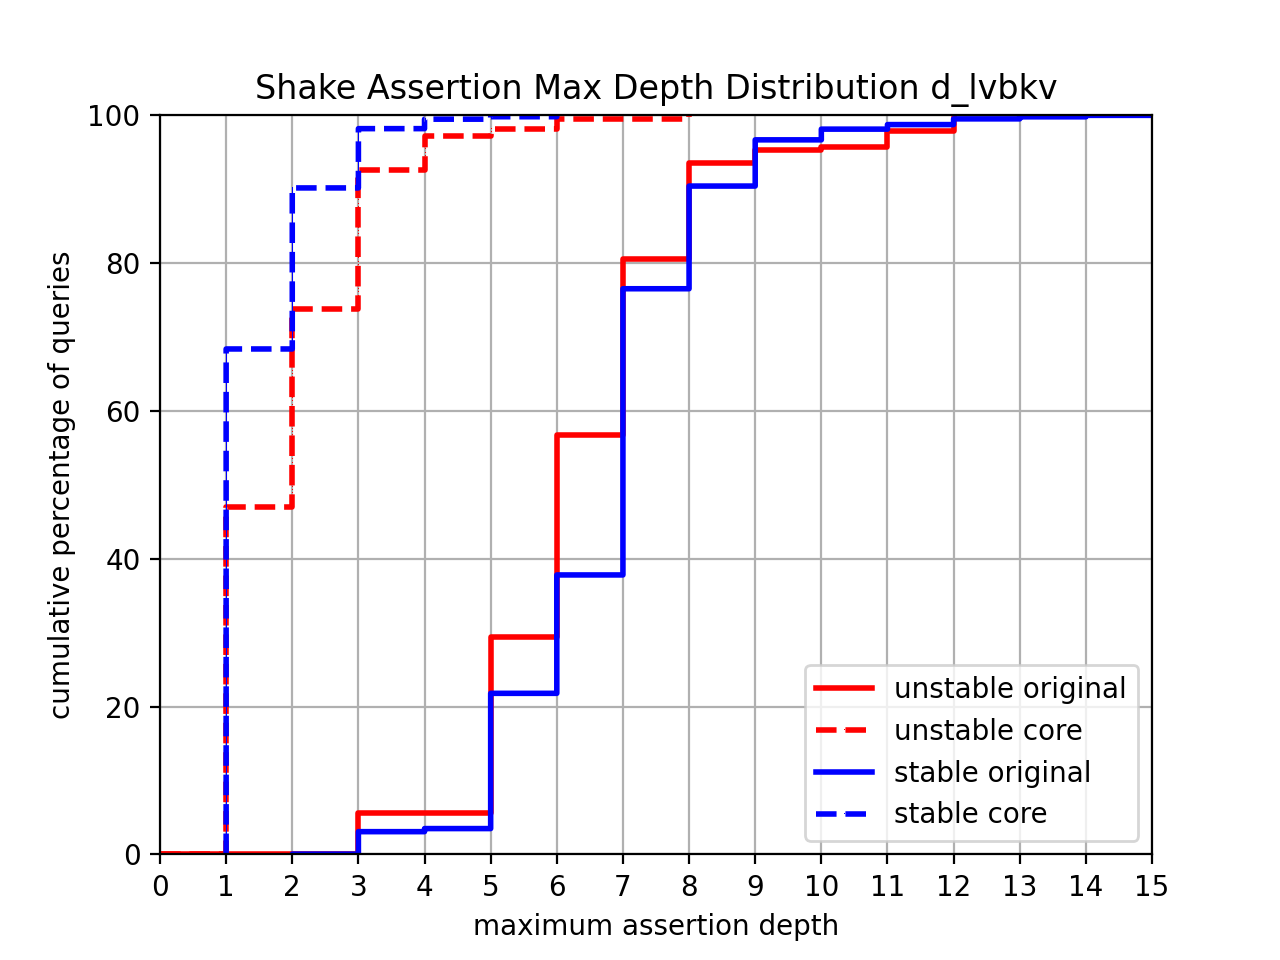 Shake Assertion Max Depth Distribution d_lvbkv
100
80
60
40
20
0
cumulative percentage of queries
unstable original
unstable core
stable original
stable core
0 1 2 3 4 5 6 7 8 9 10 11 12 13 14 15
maximum assertion depth